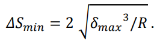 ΔS_min = 2 √(δ_max³/R) .